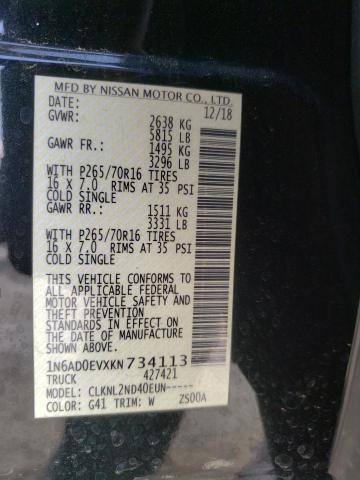 MFD BY NISSAN MOTOR CO., LTD.
DATE: 12/18
GVWR: 2638 KG
5815 LB
GAWR FR.: 1495 KG
3296 LB
WITH P265/70R16 TIRES
16 X 7.0 RIMS AT 35 PSI
COLD SINGLE
GAWR RR.: 1511 KG
3331 LB
WITH P265/70R16 TIRES
16 X 7.0 RIMS AT 35 PSI
COLD SINGLE
THIS VEHICLE CONFORMS TO
ALL APPLICABLE FEDERAL
MOTOR VEHICLE SAFETY AND
THEFT PREVENTION
STANDARDS IN EFFECT ON
THE DATE OF MANUFACTURE
1N6AD0EVXKN734113
TRUCK 427421
MODEL: CLKNL2ND40EUN-----
COLOR: G41 TRIM: W ZS00A